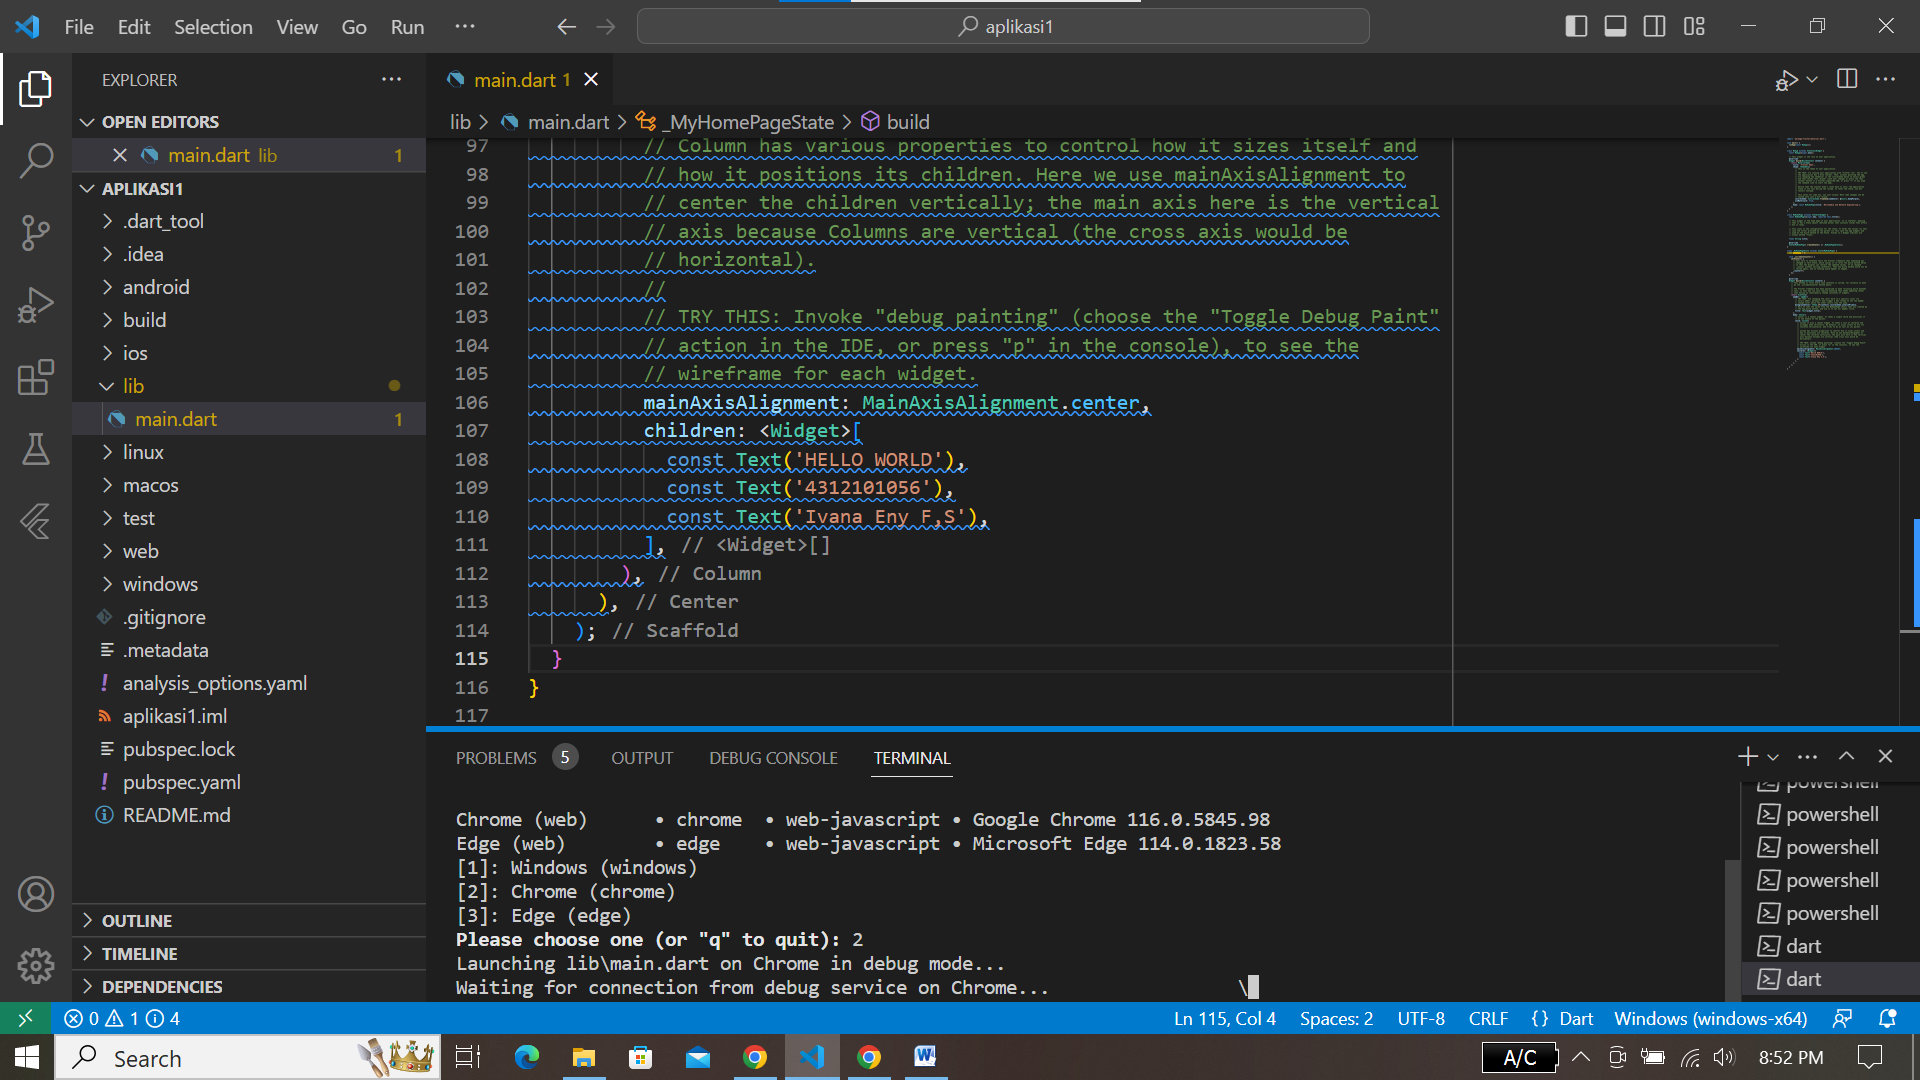 File Edit Selection View Go Run ··· aplikasi1
EXPLORER ···
OPEN EDITORS
main.dart lib 1
APLIKASI1
.dart_tool
.idea
android
build
ios
lib
main.dart 1
linux
macos
test
web
windows
.gitignore
.metadata
analysis_options.yaml
aplikasi1.iml
pubspec.lock
pubspec.yaml
README.md
OUTLINE
TIMELINE
DEPENDENCIES
main.dart 1
lib > main.dart > _MyHomePageState > build
97 // Column has various properties to control how it sizes itself and
98 // how it positions its children. Here we use mainAxisAlignment to
99 // center the children vertically; the main axis here is the vertical
100 // axis because Columns are vertical (the cross axis would be
101 // horizontal).
102 //
103 // TRY THIS: Invoke "debug painting" (choose the "Toggle Debug Paint"
104 // action in the IDE, or press "p" in the console), to see the
105 // wireframe for each widget.
106 mainAxisAlignment: MainAxisAlignment.center,
107 children: <Widget>[
108 const Text('HELLO WORLD'),
109 const Text('4312101056'),
110 const Text('Ivana Eny F,S'),
111 ], // <Widget>[]
112 ), // Column
113 ), // Center
114 ); // Scaffold
115 }
116 }
117
PROBLEMS 5 OUTPUT DEBUG CONSOLE TERMINAL
Chrome (web) • chrome • web-javascript • Google Chrome 116.0.5845.98
Edge (web) • edge • web-javascript • Microsoft Edge 114.0.1823.58
[1]: Windows (windows)
[2]: Chrome (chrome)
[3]: Edge (edge)
Please choose one (or "q" to quit): 2
Launching lib\main.dart on Chrome in debug mode...
Waiting for connection from debug service on Chrome... \
powershell
powershell
powershell
powershell
powershell
dart
dart
0 1 4 Ln 115, Col 4 Spaces: 2 UTF-8 CRLF {} Dart Windows (windows-x64)
Search A/C 8:52 PM